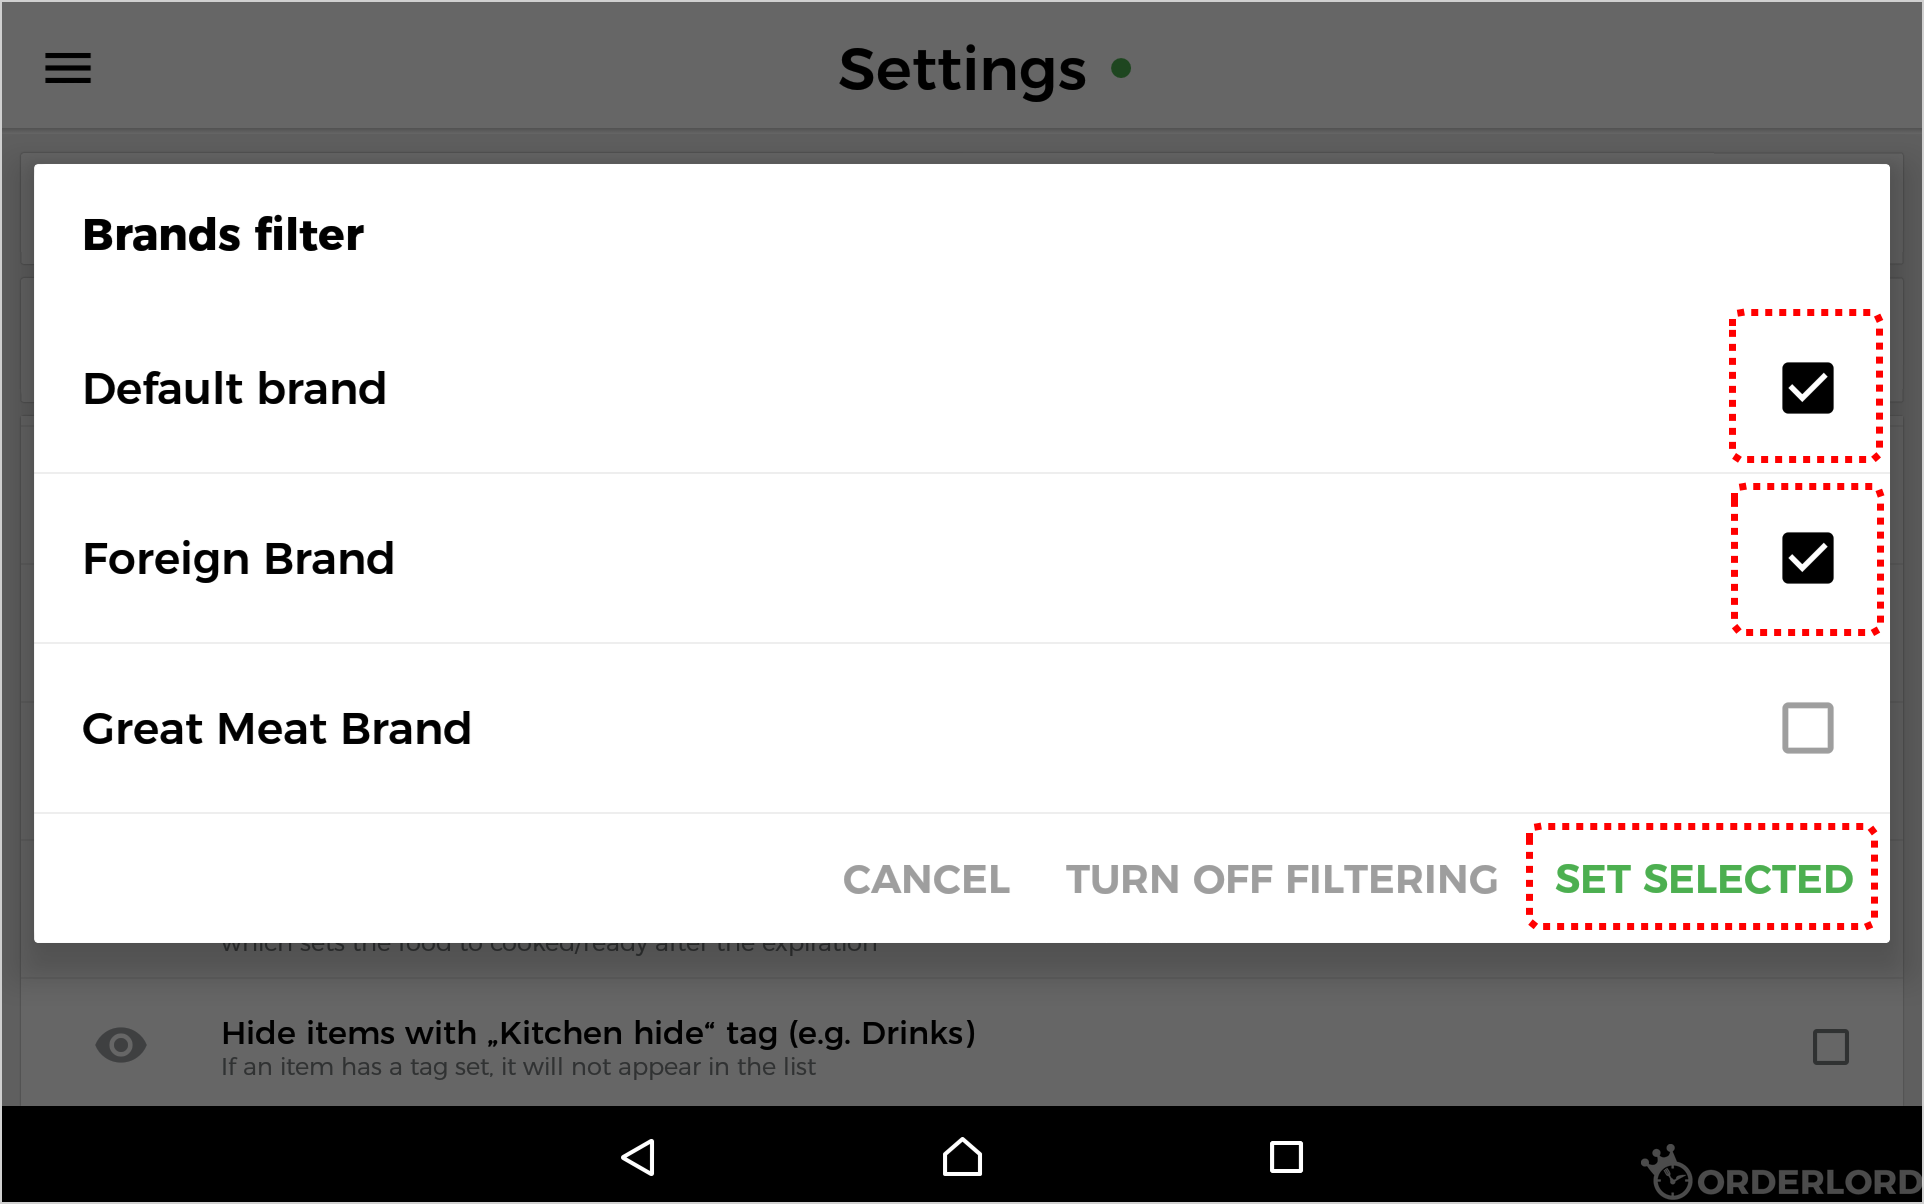 Settings
Brands filter
Default brand
Foreign Brand
Great Meat Brand
CANCEL TURN OFF FILTERING SET SELECTED
which sets the food to cooked/ready after the expiration
Hide items with „Kitchen hide“ tag (e.g. Drinks)
If an item has a tag set, it will not appear in the list
ORDERLORD